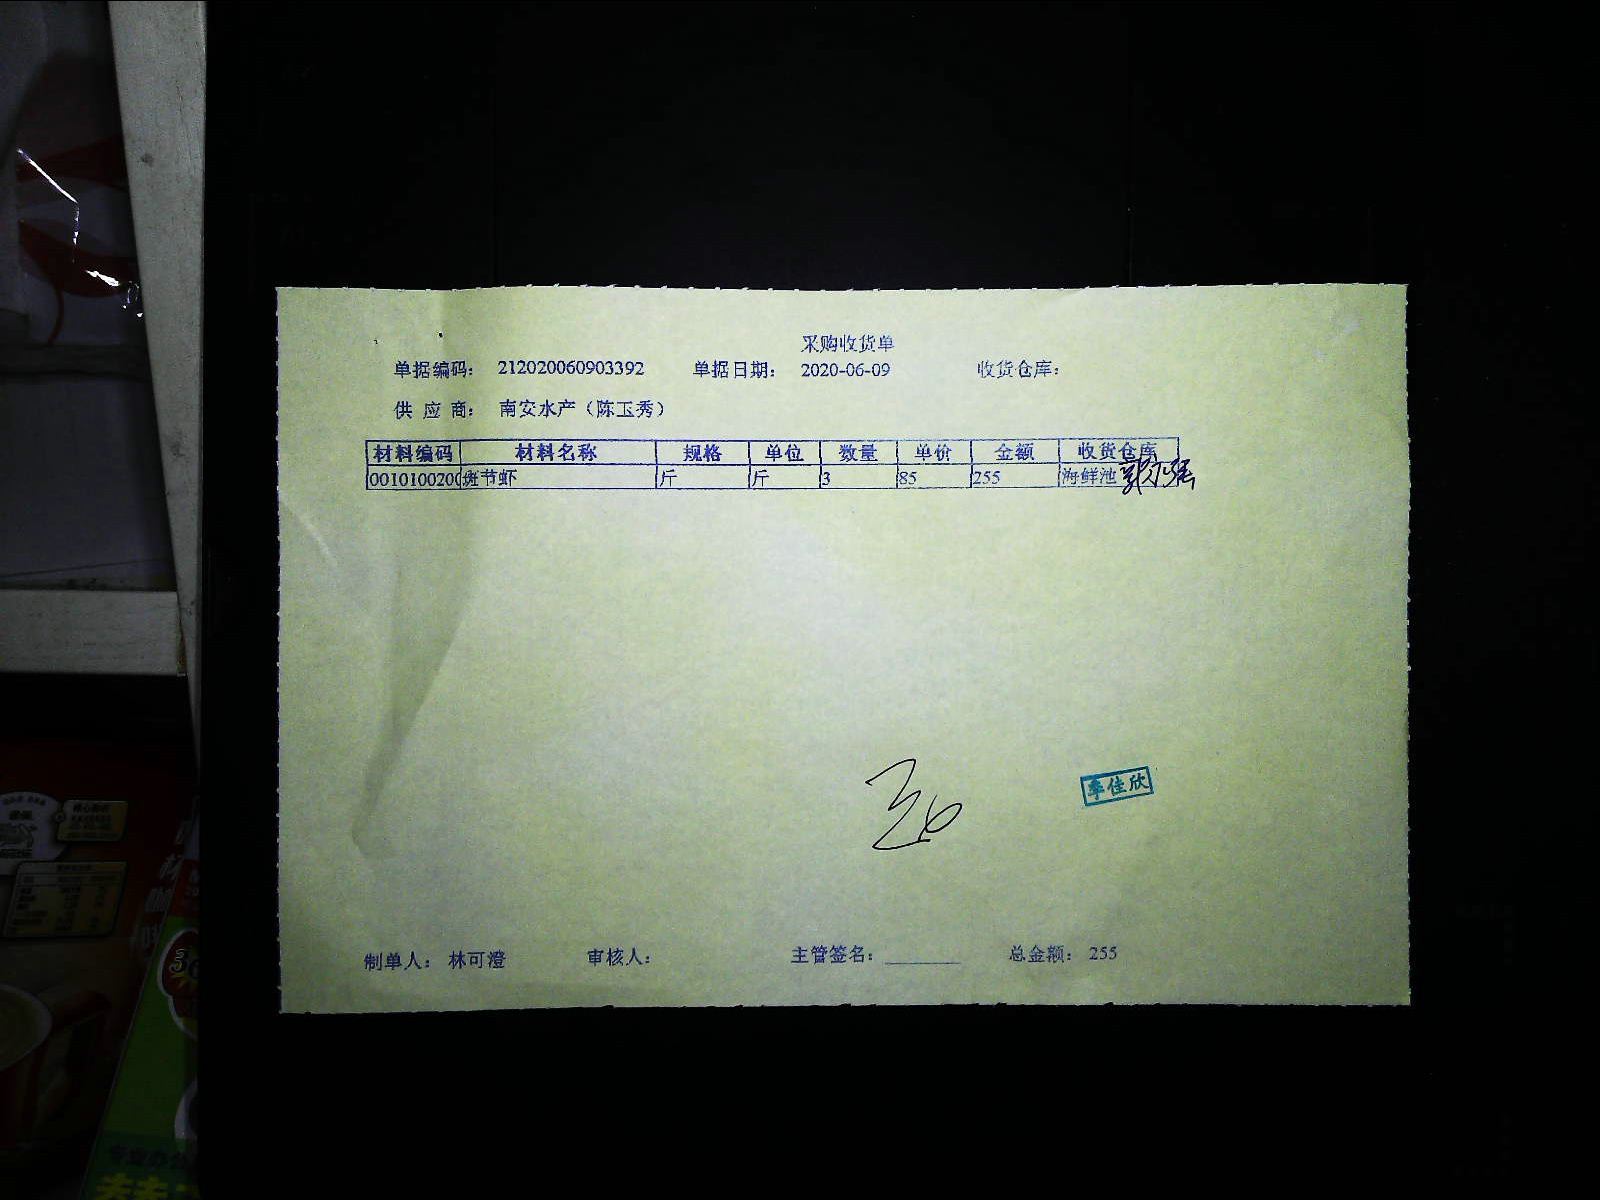 采购收货单
单据编码： 212020060903392 单据日期： 2020-06-09 收货仓库：
供 应 商： 南安水产（陈玉秀）
材料编码 材料名称 规格 单位 数量 单价 金额 收货仓库
0010100200 斑节虾 斤 斤 3 85 255 海鲜池
李佳欣
制单人： 林可澄 审核人： 主管签名： 总金额： 255